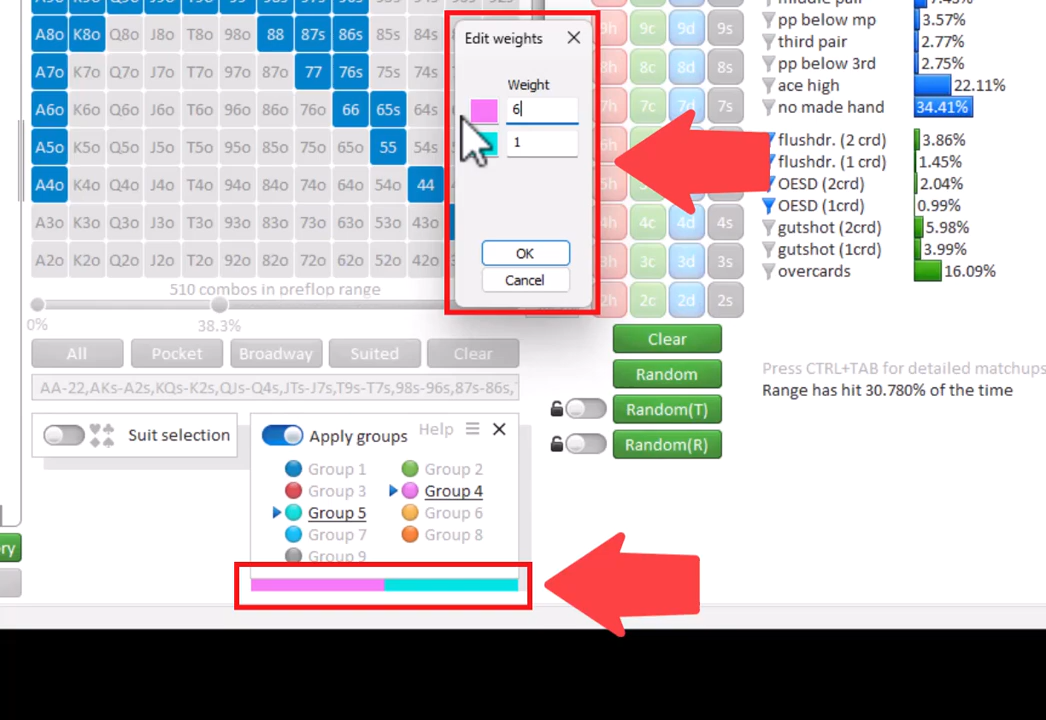 A8o K8o Q8o J8o T8o 98o 88 87s 86s 85s 84s
A7o K7o Q7o J7o T7o 97o 87o 77 76s 75s 74s
A6o K6o Q6o J6o T6o 96o 86o 76o 66 65s 64s
A5o K5o Q5o J5o T5o 95o 85o 75o 65o 55 54s
A4o K4o Q4o J4o T4o 94o 84o 74o 64o 54o 44
A3o K3o Q3o J3o T3o 93o 83o 73o 63o 53o 43o
A2o K2o Q2o J2o T2o 92o 82o 72o 62o 52o 42o
510 combos in preflop range
0%
38.3%
All Pocket Broadway Suited Clear
AA-22,AKs-A2s,KQs-K2s,QJs-Q4s,JTs-J7s,T9s-T7s,98s-96s,87s-86s,
Suit selection
Apply groups Help
Group 1 Group 2
Group 3 Group 4
Group 5 Group 6
Group 7 Group 8
Group 9
Edit weights
Weight
6
1
OK
Cancel
9c 9d 9s
8c 8d 8s
7c 7d 7s
4c 4d 4s
3c 3d 3s
2h 2c 2d 2s
Clear
Random
Random(T)
Random(R)
middle pair 7.43%
pp below mp 3.57%
third pair 2.77%
pp below 3rd 2.75%
ace high 22.11%
no made hand 34.41%
flushdr. (2 crd) 3.86%
flushdr. (1 crd) 1.45%
OESD (2crd) 2.04%
OESD (1crd) 0.99%
gutshot (2crd) 5.98%
gutshot (1crd) 3.99%
overcards 16.09%
Press CTRL+TAB for detailed matchups
Range has hit 30.780% of the time